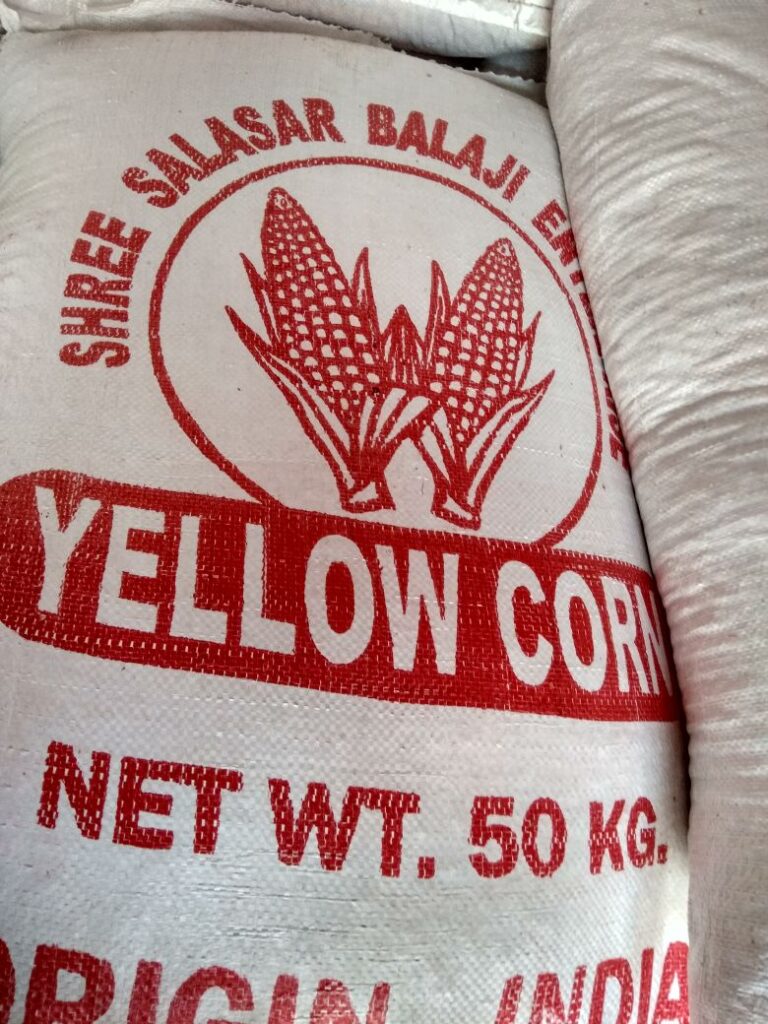 SHREE SALASAR BALAJI
YELLOW CORN
NET WT. 50 KG.
ORIGIN INDIA